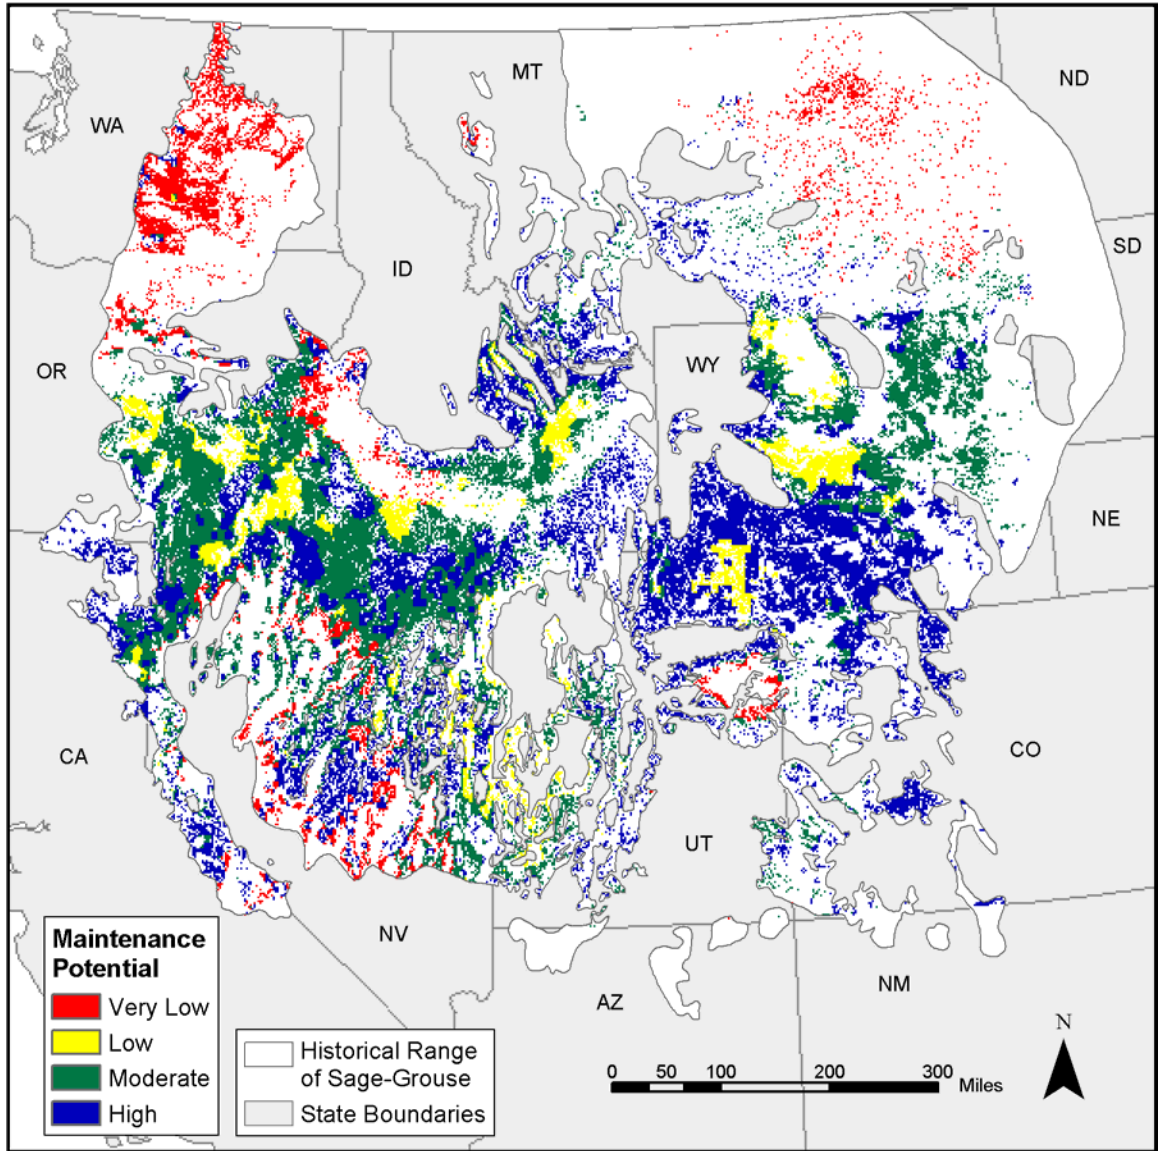 MT
ND
WA
ID
SD
OR
WY
NE
CA
CO
UT
NV
NM
AZ
Maintenance
Potential
Very Low
Low
Moderate
High
Historical Range
of Sage-Grouse
State Boundaries
N
0 50 100 200 300
Miles